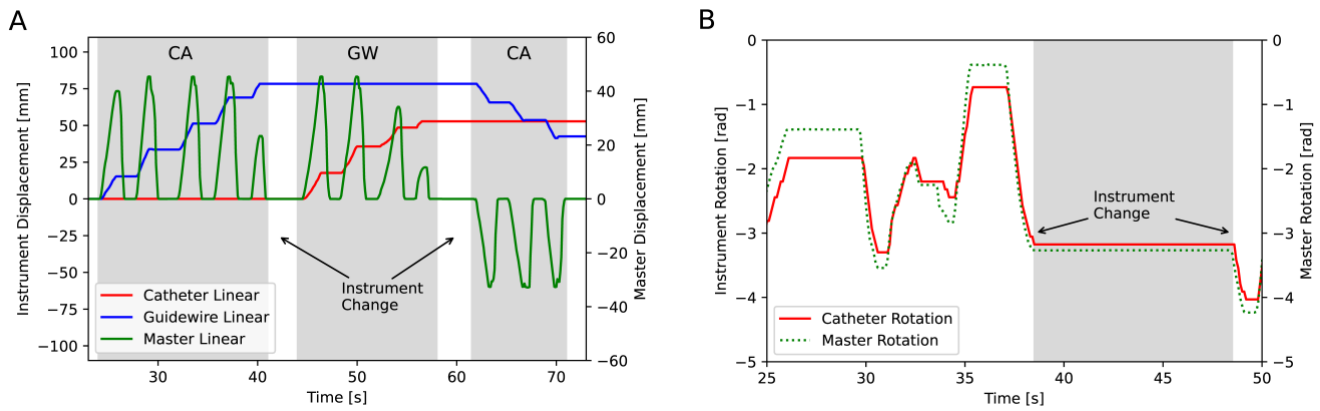 A
CA
GW
CA
100
75
50
25
0
−25
−50
−75
−100
Instrument Displacement [mm]
60
40
20
0
−20
−40
−60
Master Displacement [mm]
Instrument
Change
Catheter Linear
Guidewire Linear
Master Linear
30
40
50
60
70
Time [s]
B
0
−1
−2
−3
−4
−5
Instrument Rotation [rad]
0
−1
−2
−3
−4
−5
Master Rotation [rad]
Instrument
Change
Catheter Rotation
Master Rotation
25
30
35
40
45
50
Time [s]